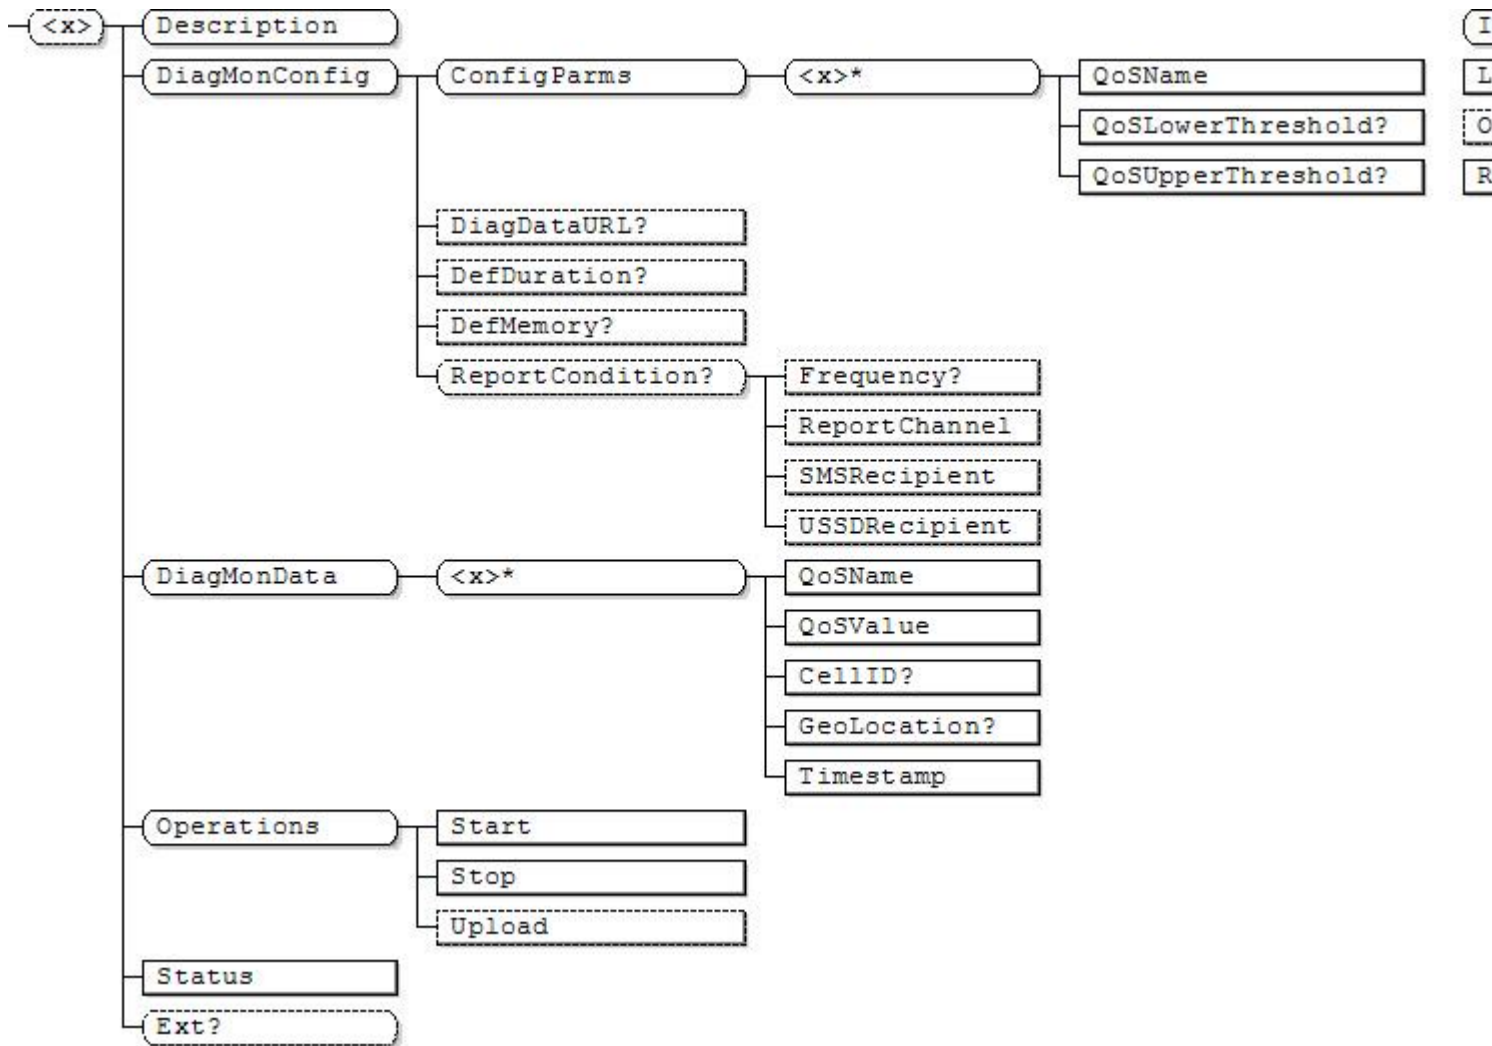 <x> Description I
DiagMonConfig ConfigParms <x>* QoSName L
QoSLowerThreshold? O
QoSUpperThreshold? R
DiagDataURL?
DefDuration?
DefMemory?
ReportCondition? Frequency?
ReportChannel
SMSRecipient
USSDRecipient
DiagMonData <x>* QoSName
QoSValue
CellID?
GeoLocation?
Timestamp
Operations Start
Stop
Upload
Status
Ext?